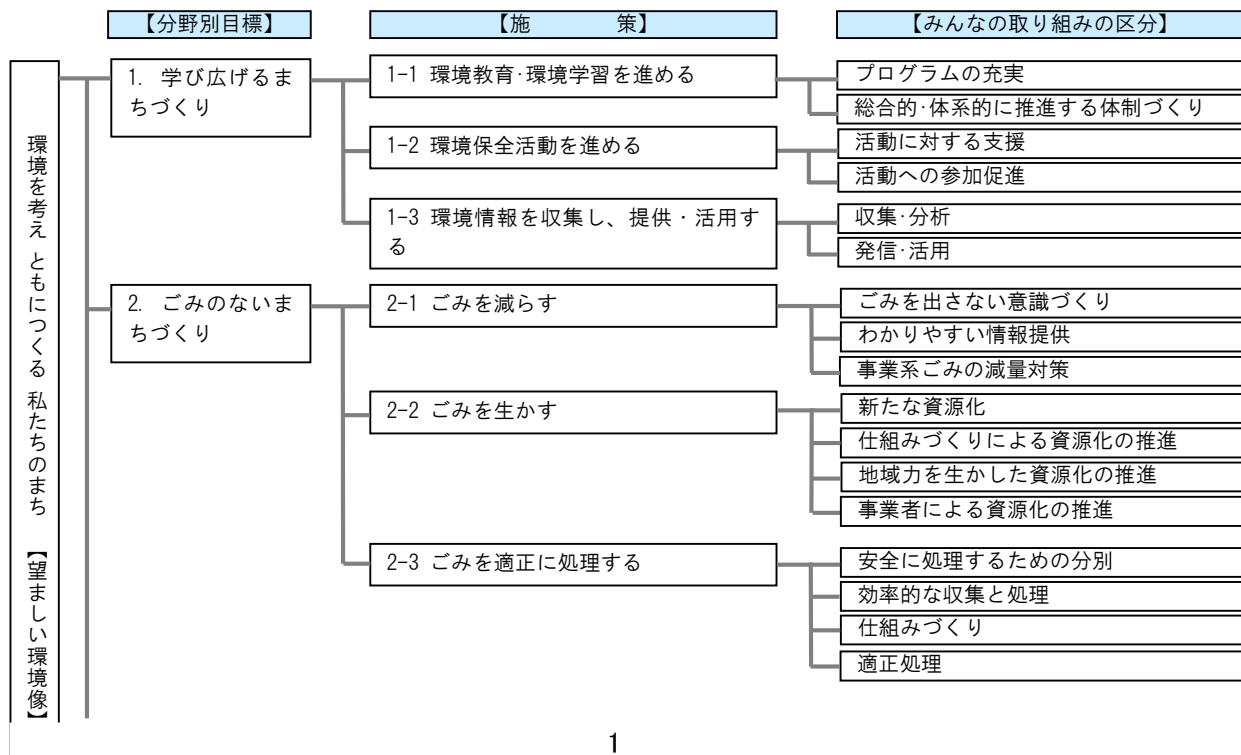 【分野別目標】
【施　　　策】
【みんなの取り組みの区分】
環境を考え ともにつくる 私たちのまち 【望ましい環境像】
1. 学び広げるま
ちづくり
1-1 環境教育・環境学習を進める
プログラムの充実
総合的・体系的に推進する体制づくり
1-2 環境保全活動を進める
活動に対する支援
活動への参加促進
1-3 環境情報を収集し、提供・活用す
る
収集・分析
発信・活用
2. ごみのないま
ちづくり
2-1 ごみを減らす
ごみを出さない意識づくり
わかりやすい情報提供
事業系ごみの減量対策
2-2 ごみを生かす
新たな資源化
仕組みづくりによる資源化の推進
地域力を生かした資源化の推進
事業者による資源化の推進
2-3 ごみを適正に処理する
安全に処理するための分別
効率的な収集と処理
仕組みづくり
適正処理
1